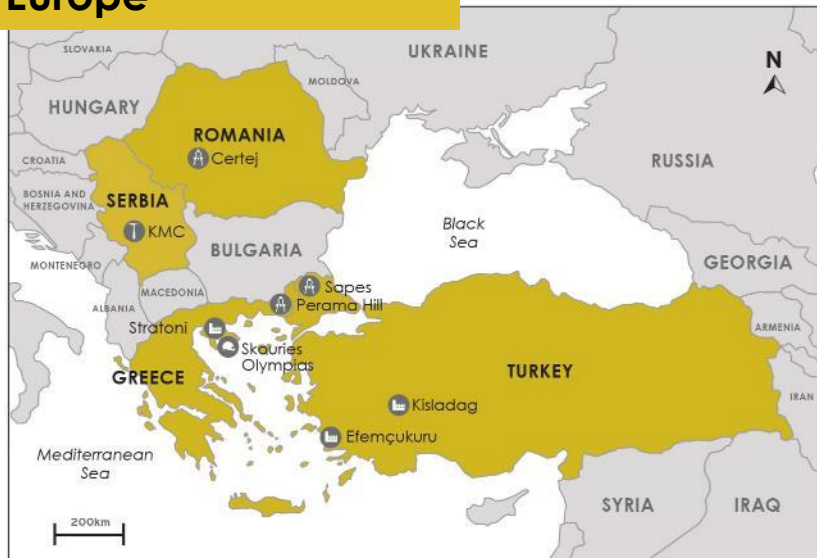 Europe
SLOVAKIA
UKRAINE
N
MOLDOVA
HUNGARY
ROMANIA
Certej
CROATIA
RUSSIA
BOSNIA AND
HERZEGOVINA
SERBIA
KMC
Black
Sea
BULGARIA
MONTENEGRO
GEORGIA
MACEDONIA
Sapes
ALBANIA
Perama Hill
Stratoni
ARMENIA
Skouries
Olympias
GREECE
TURKEY
IRAN
Kisladag
Efemçukuru
Mediterranean
Sea
SYRIA
IRAQ
200km